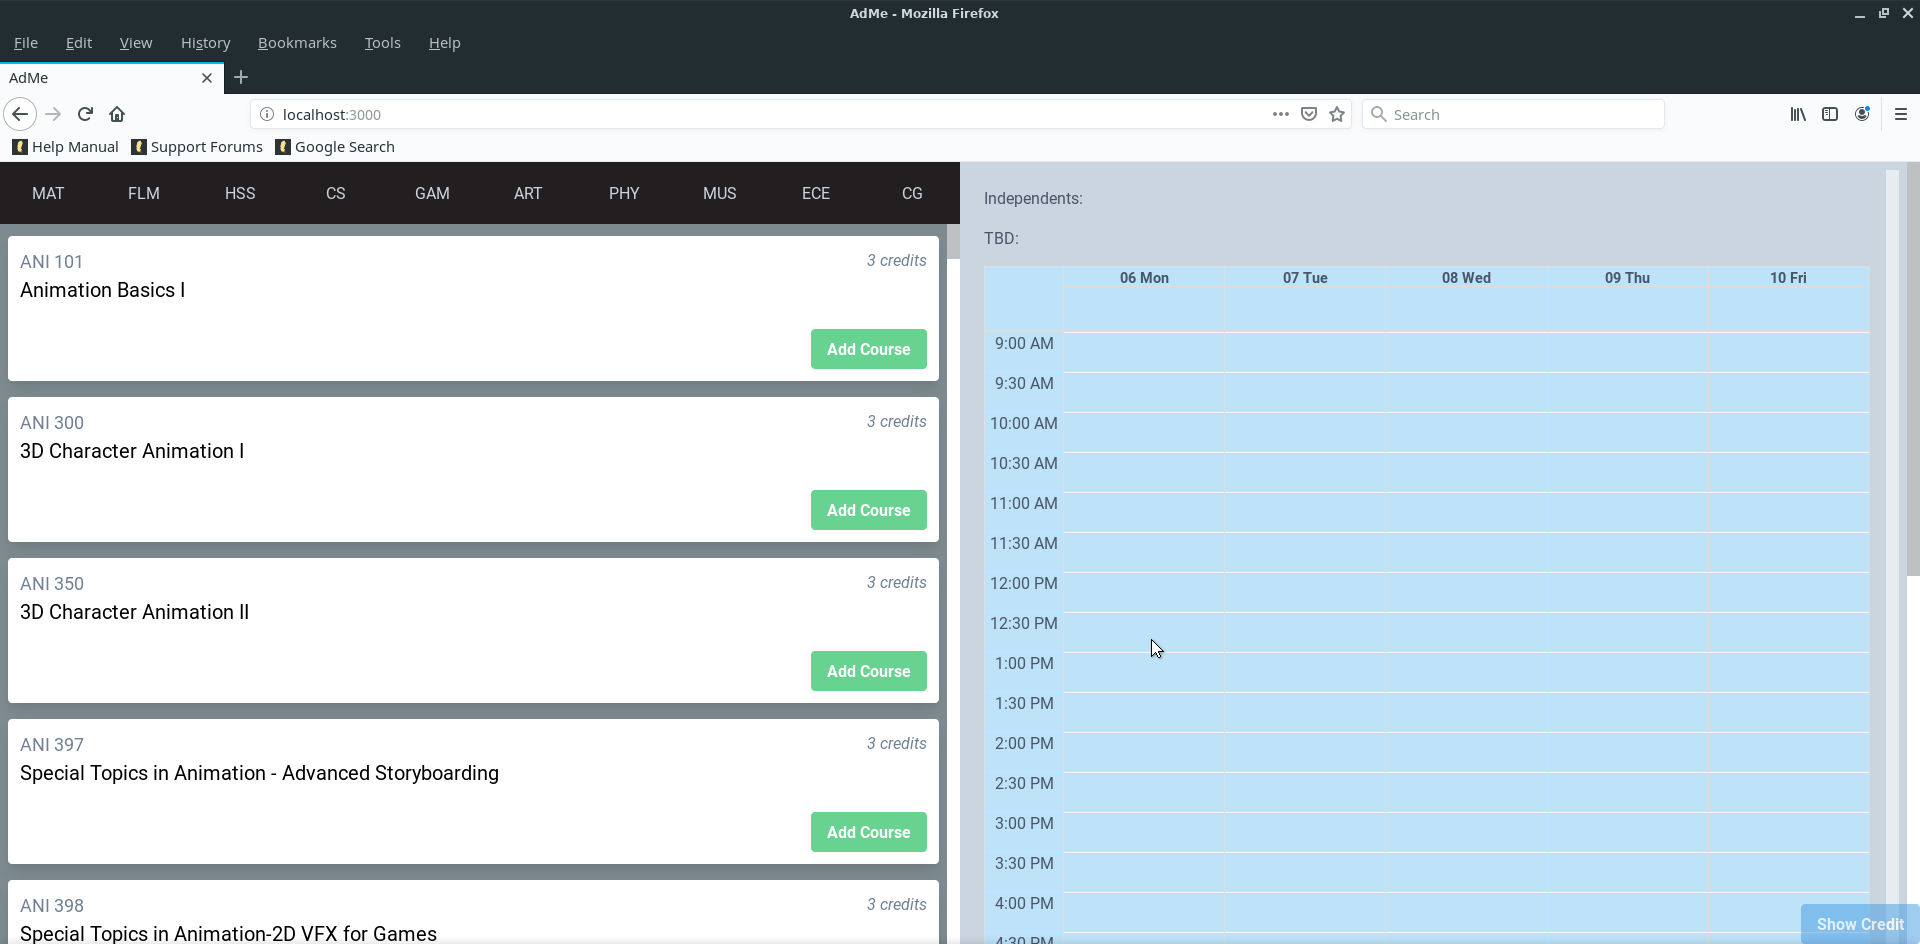 AdMe - Mozilla Firefox
File Edit View History Bookmarks Tools Help
AdMe
localhost:3000
Search
Help Manual Support Forums Google Search
MAT FLM HSS CS GAM ART PHY MUS ECE CG
ANI 101
3 credits
Animation Basics I
Add Course
ANI 300
3 credits
3D Character Animation I
Add Course
ANI 350
3 credits
3D Character Animation II
Add Course
ANI 397
3 credits
Special Topics in Animation - Advanced Storyboarding
Add Course
ANI 398
3 credits
Special Topics in Animation-2D VFX for Games
Independents:
TBD:
06 Mon 07 Tue 08 Wed 09 Thu 10 Fri
9:00 AM
9:30 AM
10:00 AM
10:30 AM
11:00 AM
11:30 AM
12:00 PM
12:30 PM
1:00 PM
1:30 PM
2:00 PM
2:30 PM
3:00 PM
3:30 PM
4:00 PM
4:30 PM
Show Credit